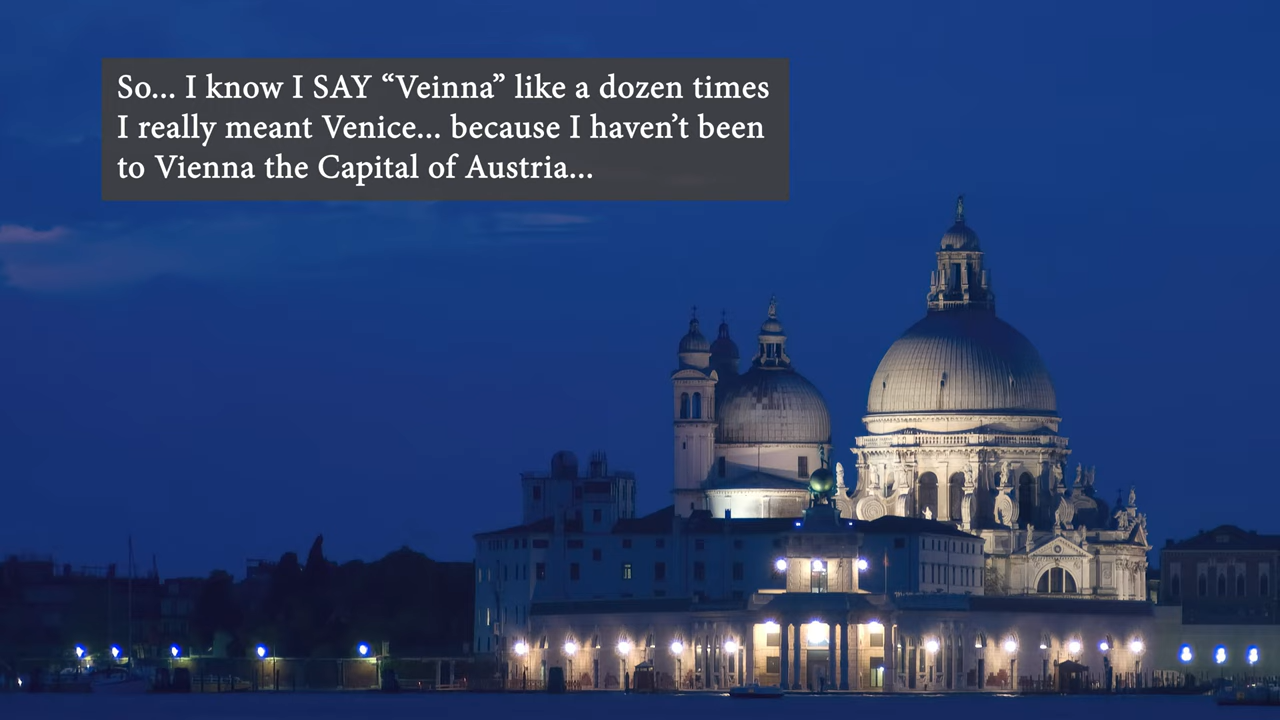 So... I know I SAY “Veinna” like a dozen times
I really meant Venice... because I haven’t been
to Vienna the Capital of Austria...